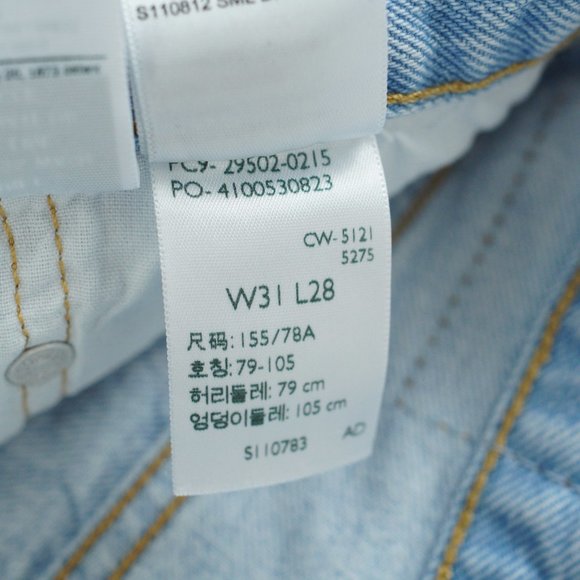 S110812 SML
PC9- 29502-0215
PO- 4100530823
CW- 5121
5275
W31 L28
尺码: 155/78A
호칭: 79-105
허리둘레: 79 cm
엉덩이둘레: 105 cm
S110783 AD